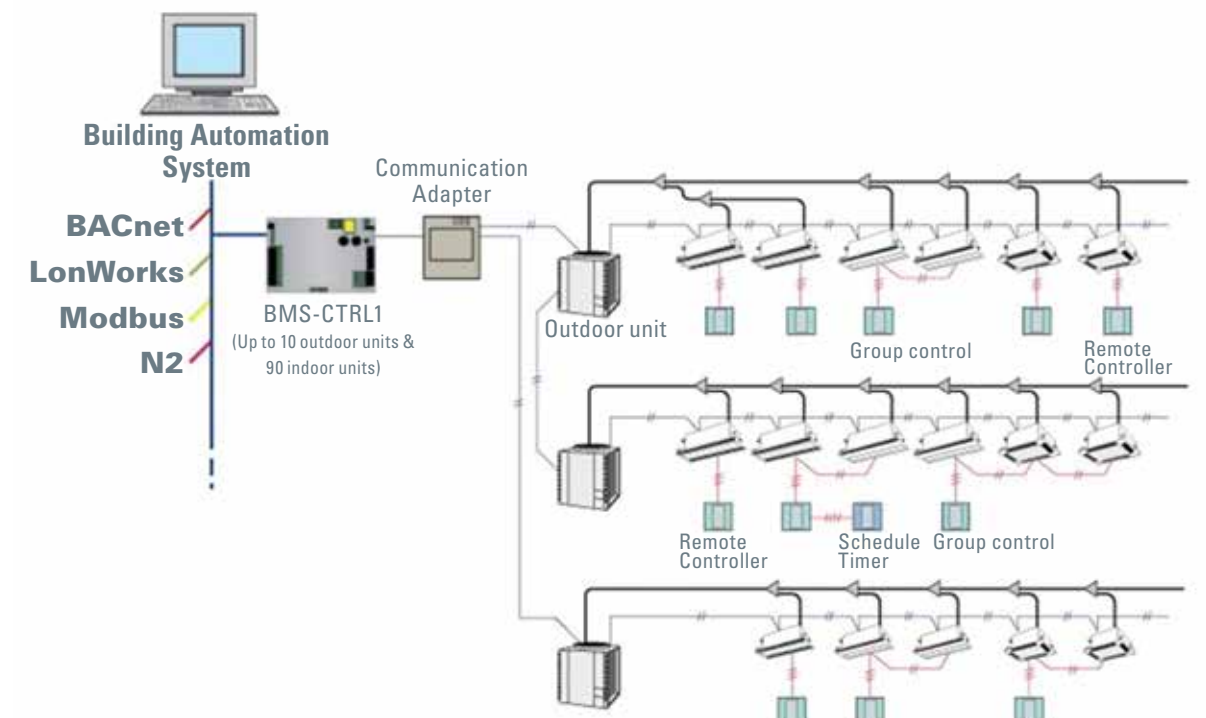 Building Automation
System
BACnet
LonWorks
Modbus
N2
BMS-CTRL1
(Up to 10 outdoor units &
90 indoor units)
Communication
Adapter
Outdoor unit
Group control
Remote
Controller
Remote
Controller
Schedule
Timer
Group control